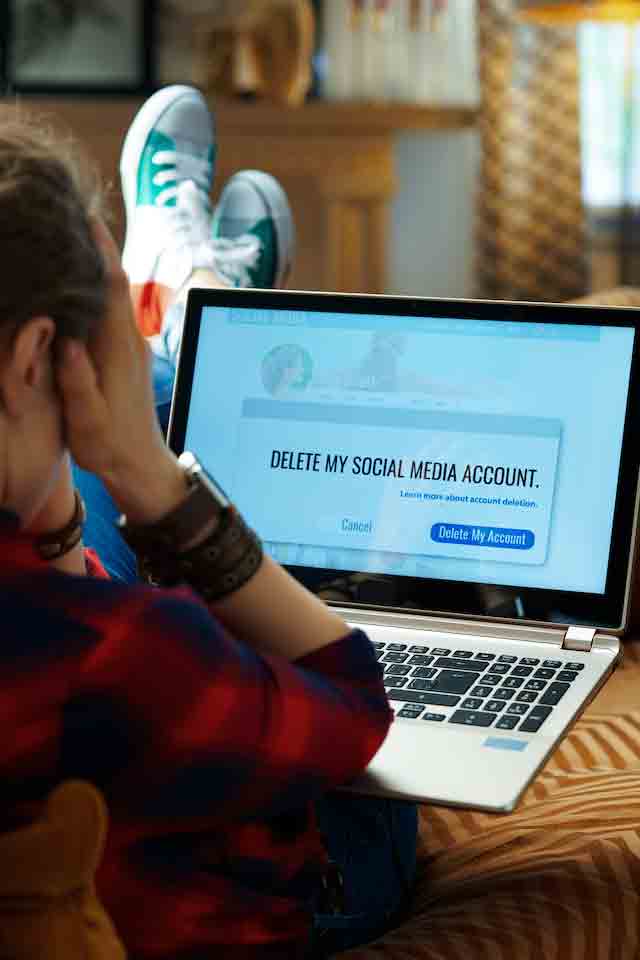 DELETE MY SOCIAL MEDIA ACCOUNT.
Learn more about account deletion.
Cancel
Delete My Account